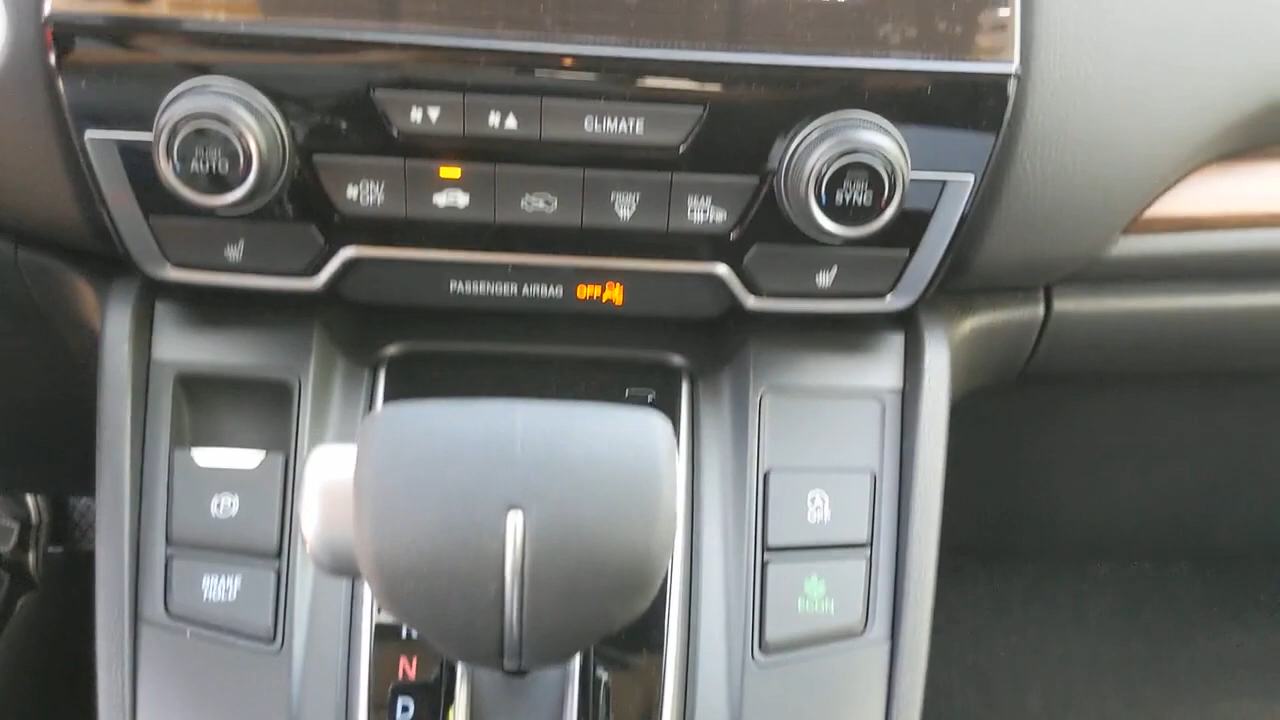 CLIMATE
PUSH
AUTO
ON/
OFF
FRONT
REAR
PUSH
SYNC
PASSENGER AIRBAG OFF
P
A
OFF
BRAKE
HOLD
ECON
N
D